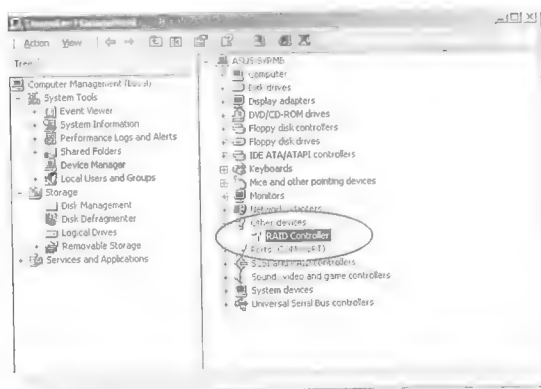 Computer Management
Action View
Tree
Computer Management (Local)
System Tools
Event Viewer
System Information
Performance Logs and Alerts
Shared Folders
Device Manager
Local Users and Groups
Storage
Disk Management
Disk Defragmenter
Logical Drives
Removable Storage
Services and Applications
Computer
Disk drives
Display adapters
DVD/CD-ROM drives
Floppy disk controllers
Floppy disk drives
IDE ATA/ATAPI controllers
Keyboards
Mice and other pointing devices
Monitors
Network adapters
Other devices
RAID Controller
Ports
controllers
Sound, video and game controllers
System devices
Universal Serial Bus controllers